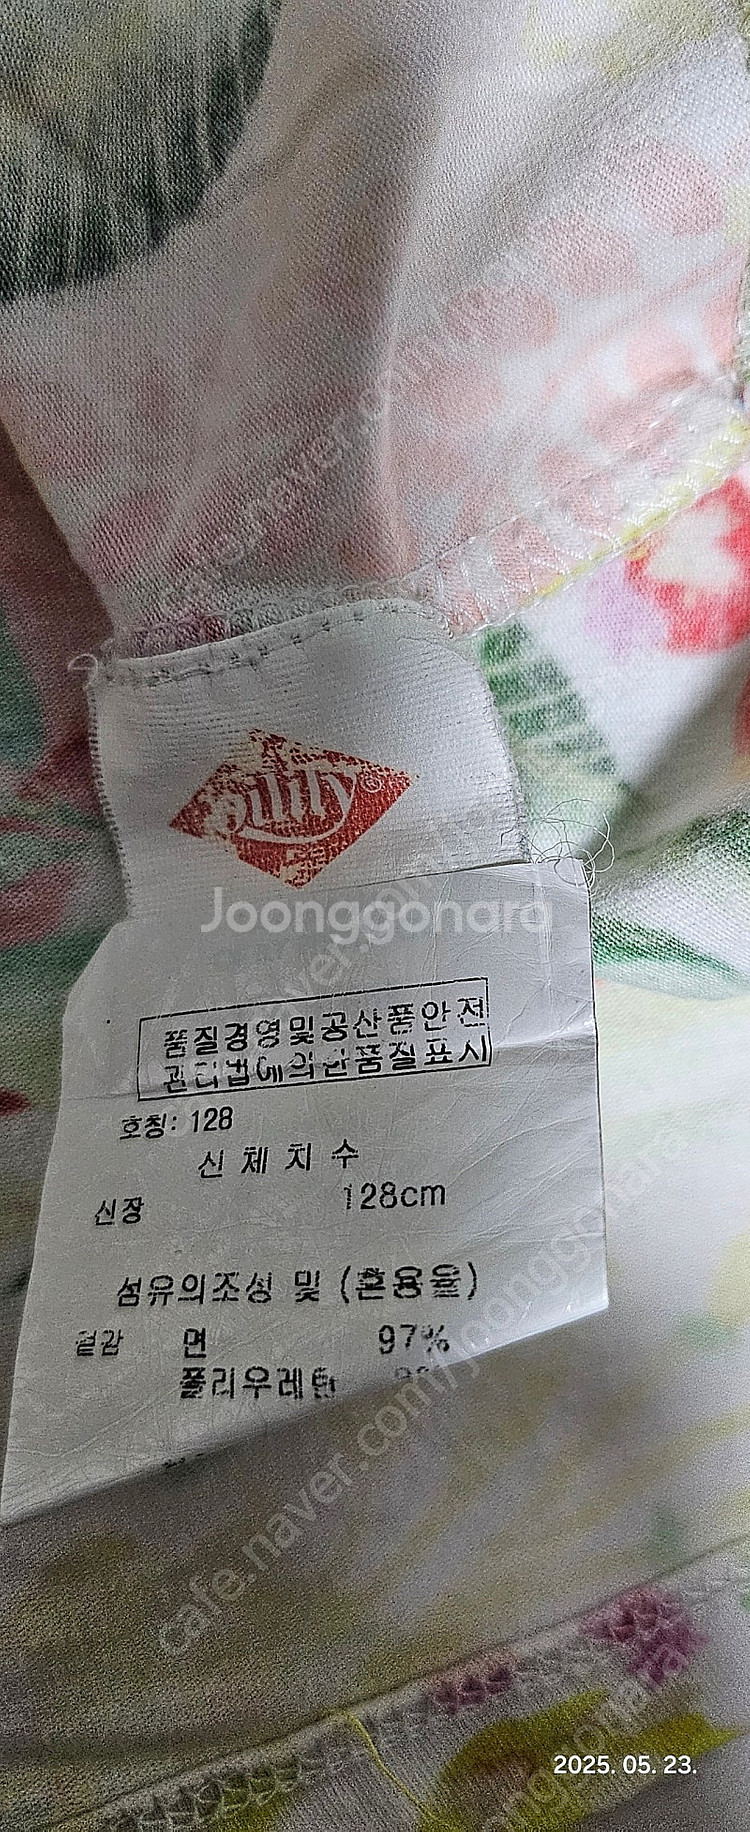 Oilily®
Joonggonara
품질경영및공산품안전
관리법에의한품질표시
호칭: 128
신체치수
신장 128cm
섬유의조성 및 (혼용율)
겉감 면 97%
폴리우레탄
cafe.naver.com/joonggonara
2025. 05. 23.